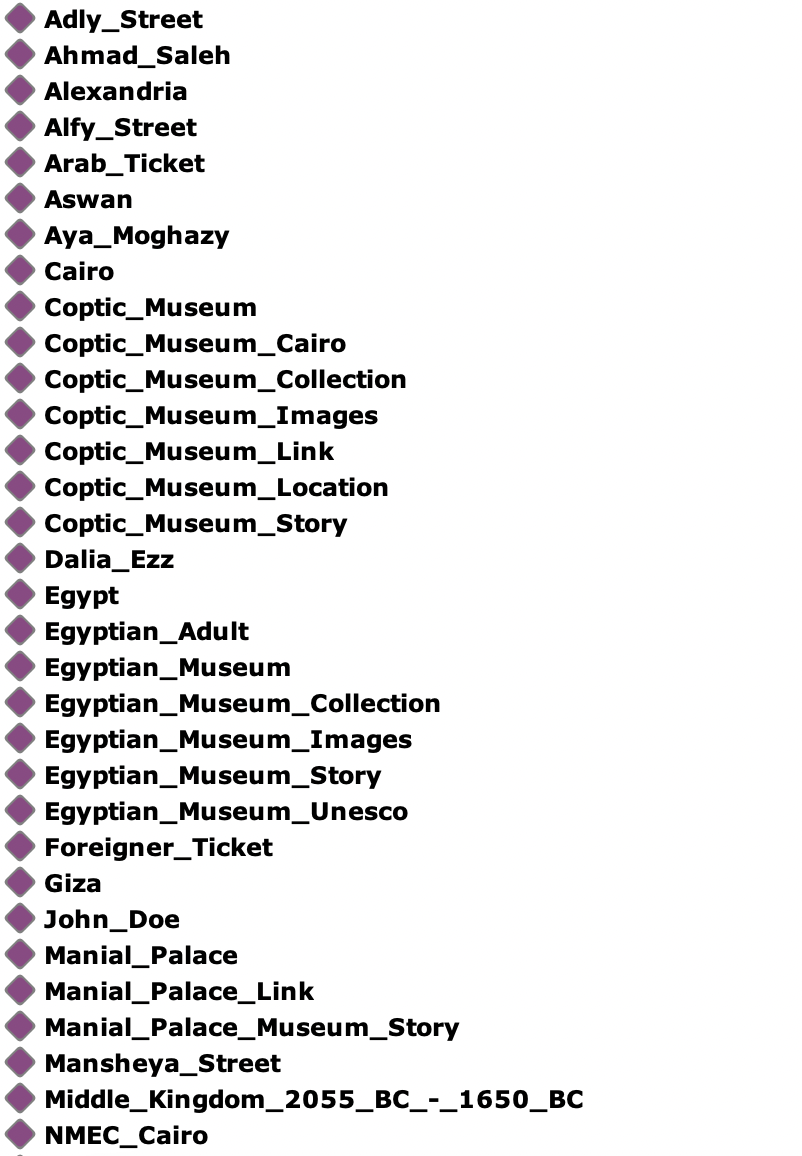 Adly_Street
Ahmad_Saleh
Alexandria
Alfy_Street
Arab_Ticket
Aswan
Aya_Moghazy
Cairo
Coptic_Museum
Coptic_Museum_Cairo
Coptic_Museum_Collection
Coptic_Museum_Images
Coptic_Museum_Link
Coptic_Museum_Location
Coptic_Museum_Story
Dalia_Ezz
Egypt
Egyptian_Adult
Egyptian_Museum
Egyptian_Museum_Collection
Egyptian_Museum_Images
Egyptian_Museum_Story
Egyptian_Museum_Unesco
Foreigner_Ticket
Giza
John_Doe
Manial_Palace
Manial_Palace_Link
Manial_Palace_Museum_Story
Mansheya_Street
Middle_Kingdom_2055_BC_-_1650_BC
NMEC_Cairo